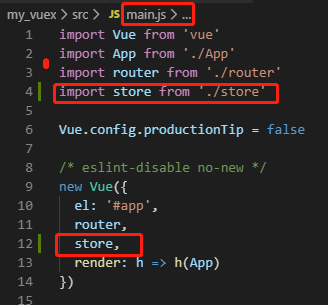 my_vuex > src > JS main.js > ...
1 import Vue from 'vue'
2 import App from './App'
3 import router from './router'
4 import store from './store'
5
6 Vue.config.productionTip = false
7
8 /* eslint-disable no-new */
9 new Vue({
10 el: '#app',
11 router,
12 store,
13 render: h => h(App)
14 })
15